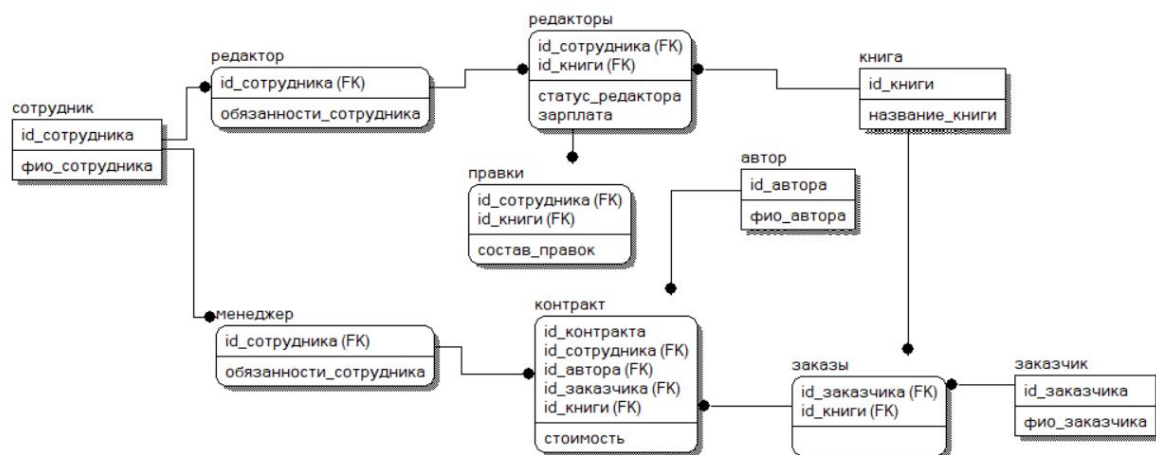 редакторы
id_сотрудника (FK)
id_книги (FK)
статус_редактора
зарплата
редактор
id_сотрудника (FK)
обязанности_сотрудника
книга
id_книги
название_книги
сотрудник
id_сотрудника
фио_сотрудника
правки
id_сотрудника (FK)
id_книги (FK)
состав_правок
автор
id_автора
фио_автора
менеджер
id_сотрудника (FK)
обязанности_сотрудника
контракт
id_контракта
id_сотрудника (FK)
id_автора (FK)
id_заказчика (FK)
id_книги (FK)
стоимость
заказы
id_заказчика (FK)
id_книги (FK)
заказчик
id_заказчика
фио_заказчика